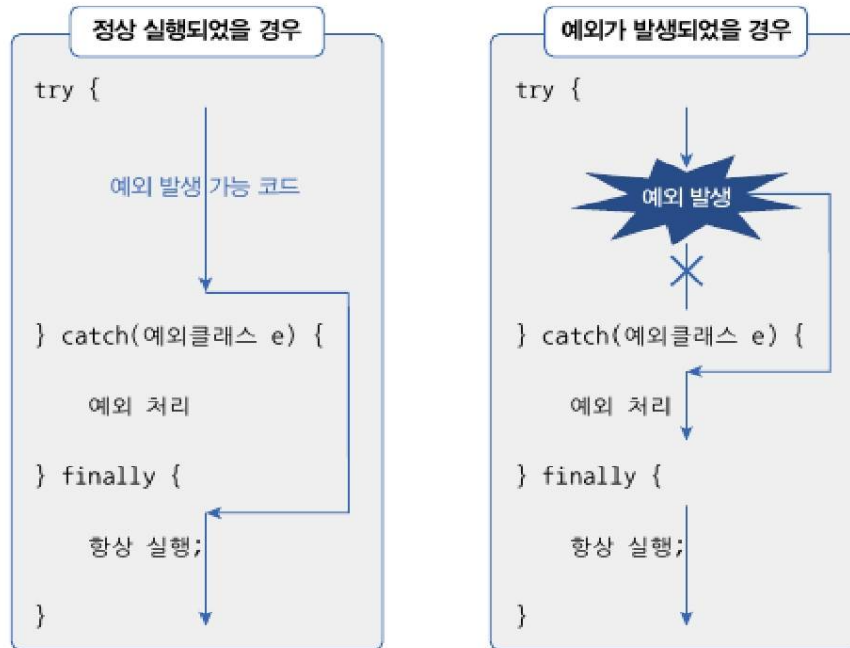 정상 실행되었을 경우
try {
예외 발생 가능 코드
} catch(예외클래스 e) {
예외 처리
} finally {
항상 실행;
}
예외가 발생되었을 경우
try {
예외 발생
} catch(예외클래스 e) {
예외 처리
} finally {
항상 실행;
}